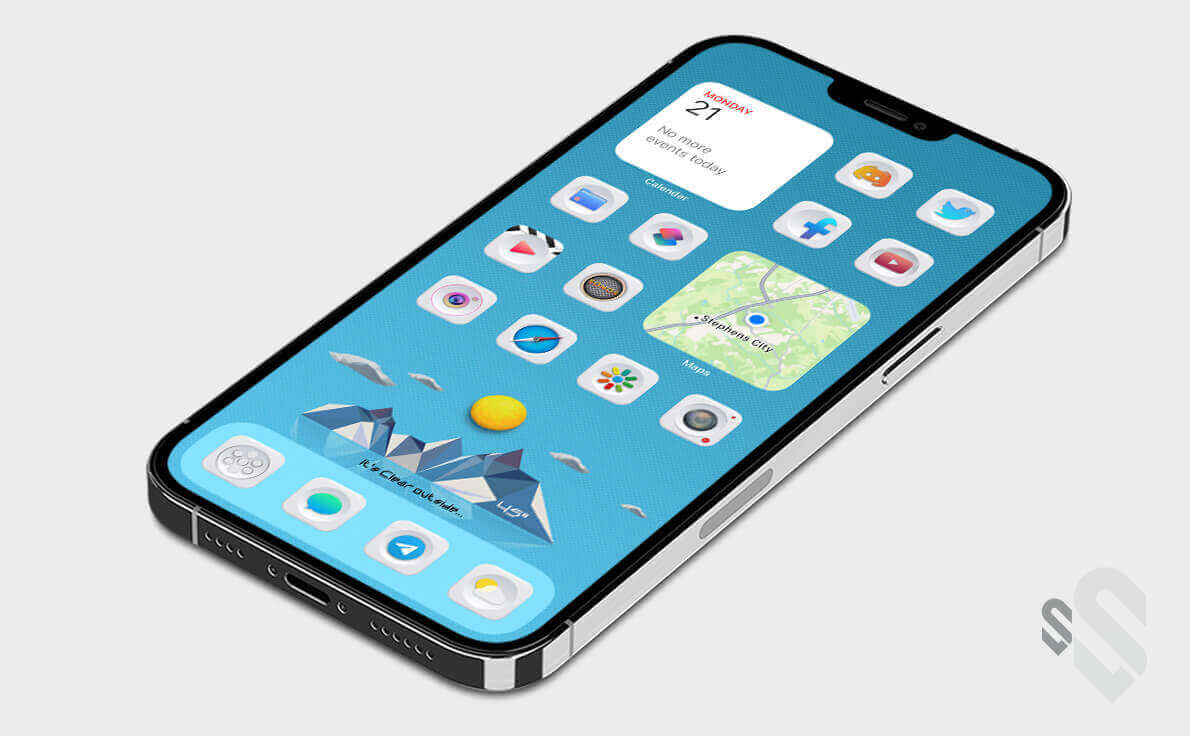 MONDAY
21
No more
events today
Calendar
Stephens City
Maps
It's Clear outside...
45°